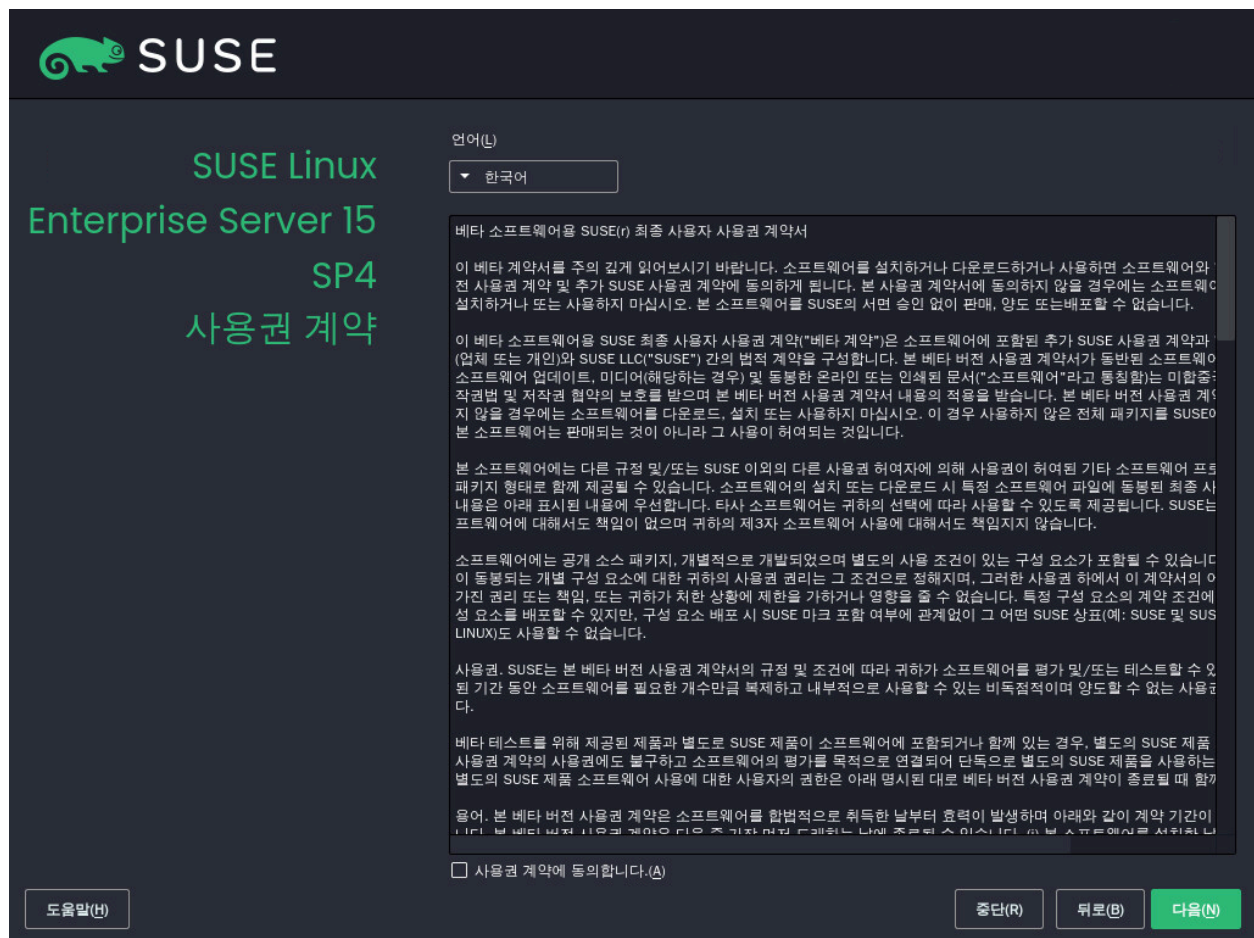 SUSE
SUSE Linux
Enterprise Server 15
SP4
사용권 계약
언어(L)
한국어
베타 소프트웨어용 SUSE(r) 최종 사용자 사용권 계약서
이 베타 계약서를 주의 깊게 읽어보시기 바랍니다. 소프트웨어를 설치하거나 다운로드하거나 사용하면 소프트웨어와
전 사용권 계약 및 추가 SUSE 사용권 계약에 동의하게 됩니다. 본 사용권 계약서에 동의하지 않을 경우에는
설치하거나 또는 사용하지 마십시오. 본 소프트웨어를 SUSE의 서면 승인 없이 판매, 양도 또는배포할 수 없습니다.
이 베타 소프트웨어용 SUSE 최종 사용자 사용권 계약("베타 계약")은 소프트웨어에 포함된 추가 SUSE 사용권 계약과
(업체 또는 개인)와 SUSE LLC("SUSE") 간의 법적 계약을 구성합니다. 본 베타 버전 사용권 계약서가 동반된
소프트웨어 업데이트, 미디어(해당하는 경우) 및 동봉한 온라인 또는 인쇄된 문서("소프트웨어"라고 통칭함)는
작권법 및 저작권 협약의 보호를 받으며 본 베타 버전 사용권 계약서 내용의 적용을 받습니다. 본 베타 버전 사용권
지 않을 경우에는 소프트웨어를 다운로드, 설치 또는 사용하지 마십시오. 이 경우 사용하지 않은 전체 패키지를
본 소프트웨어는 판매되는 것이 아니라 그 사용이 허여되는 것입니다.
본 소프트웨어에는 다른 규정 및/또는 SUSE 이외의 다른 사용권 허여자에 의해 사용권이 허여된 기타 소프트웨어
패키지 형태로 함께 제공될 수 있습니다. 소프트웨어의 설치 또는 다운로드 시 특정 소프트웨어 파일에 동봉된 최종 사
내용은 아래 표시된 내용에 우선합니다. 타사 소프트웨어는 귀하의 선택에 따라 사용할 수 있도록 제공됩니다. SUSE는
프트웨어에 대해서도 책임이 없으며 귀하의 제3자 소프트웨어 사용에 대해서도 책임지지 않습니다.
소프트웨어에는 공개 소스 패키지, 개별적으로 개발되었으며 별도의 사용 조건이 있는 구성 요소가 포함될 수 있습니다
이 동봉되는 개별 구성 요소에 대한 귀하의 사용권 권리는 그 조건으로 정해지며, 그러한 사용권 하에서 이 계약서의
가진 권리 또는 책임, 또는 귀하가 처한 상황에 제한을 가하거나 영향을 줄 수 없습니다. 특정 구성 요소의 계약 조건에
성 요소를 배포할 수 있지만, 구성 요소 배포 시 SUSE 마크 포함 여부에 관계없이 그 어떤 SUSE 상표(예: SUSE 및 SUS
LINUX)도 사용할 수 없습니다.
사용권. SUSE는 본 베타 버전 사용권 계약서의 규정 및 조건에 따라 귀하가 소프트웨어를 평가 및/또는 테스트할 수 있
된 기간 동안 소프트웨어를 필요한 개수만큼 복제하고 내부적으로 사용할 수 있는 비독점적이며 양도할 수 없는
다.
베타 테스트를 위해 제공된 제품과 별도로 SUSE 제품이 소프트웨어에 포함되거나 함께 있는 경우, 별도의 SUSE 제품
사용권 계약의 사용권에도 불구하고 소프트웨어의 평가를 목적으로 연결되어 단독으로 별도의 SUSE 제품을 사용하는
별도의 SUSE 제품 소프트웨어 사용에 대한 사용자의 권한은 아래 명시된 대로 베타 버전 사용권 계약이 종료될 때
용어. 본 베타 버전 사용권 계약은 소프트웨어를 합법적으로 취득한 날부터 효력이 발생하며 아래와 같이 계약 기간이
사용권 계약에 동의합니다.(A)
도움말(H)
중단(R)
뒤로(B)
다음(N)